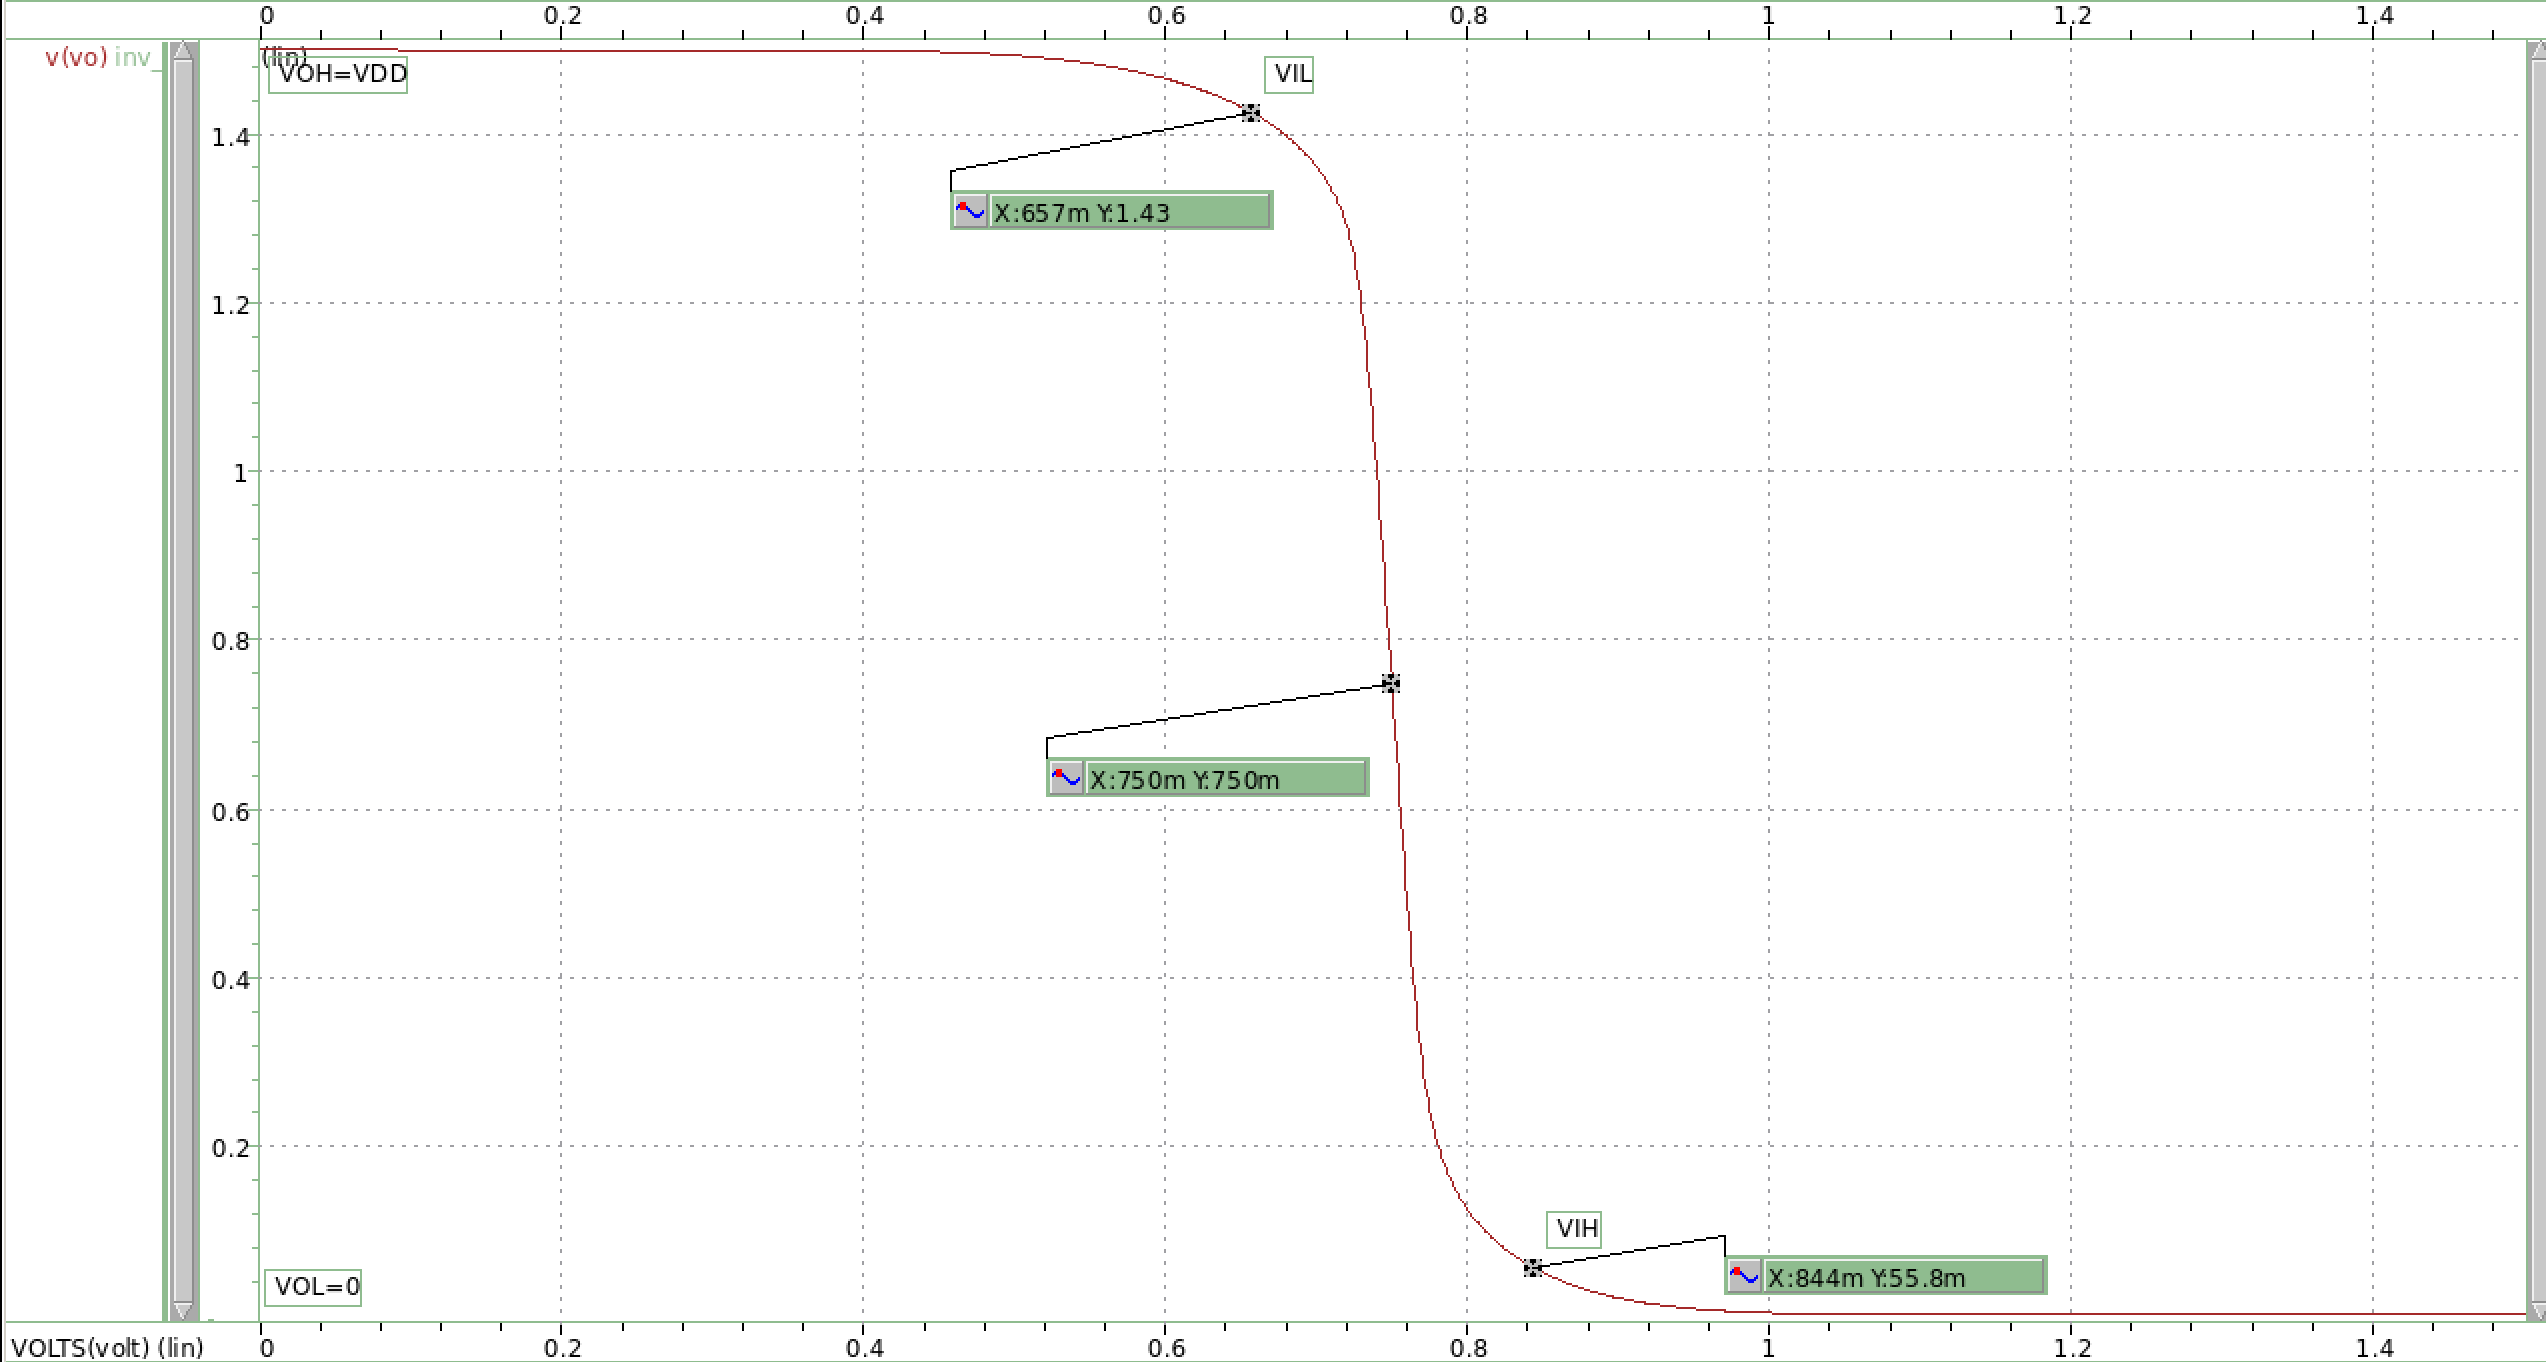 0 0.2 0.4 0.6 0.8 1 1.2 1.4
v(vo) inv_
(lin)
VOH=VDD
VIL
1.4
X:657m Y:1.43
1.2
1
0.8
X:750m Y:750m
0.6
0.4
0.2
VIH
X:844m Y:55.8m
VOL=0
VOLTS(volt) (lin) 0 0.2 0.4 0.6 0.8 1 1.2 1.4